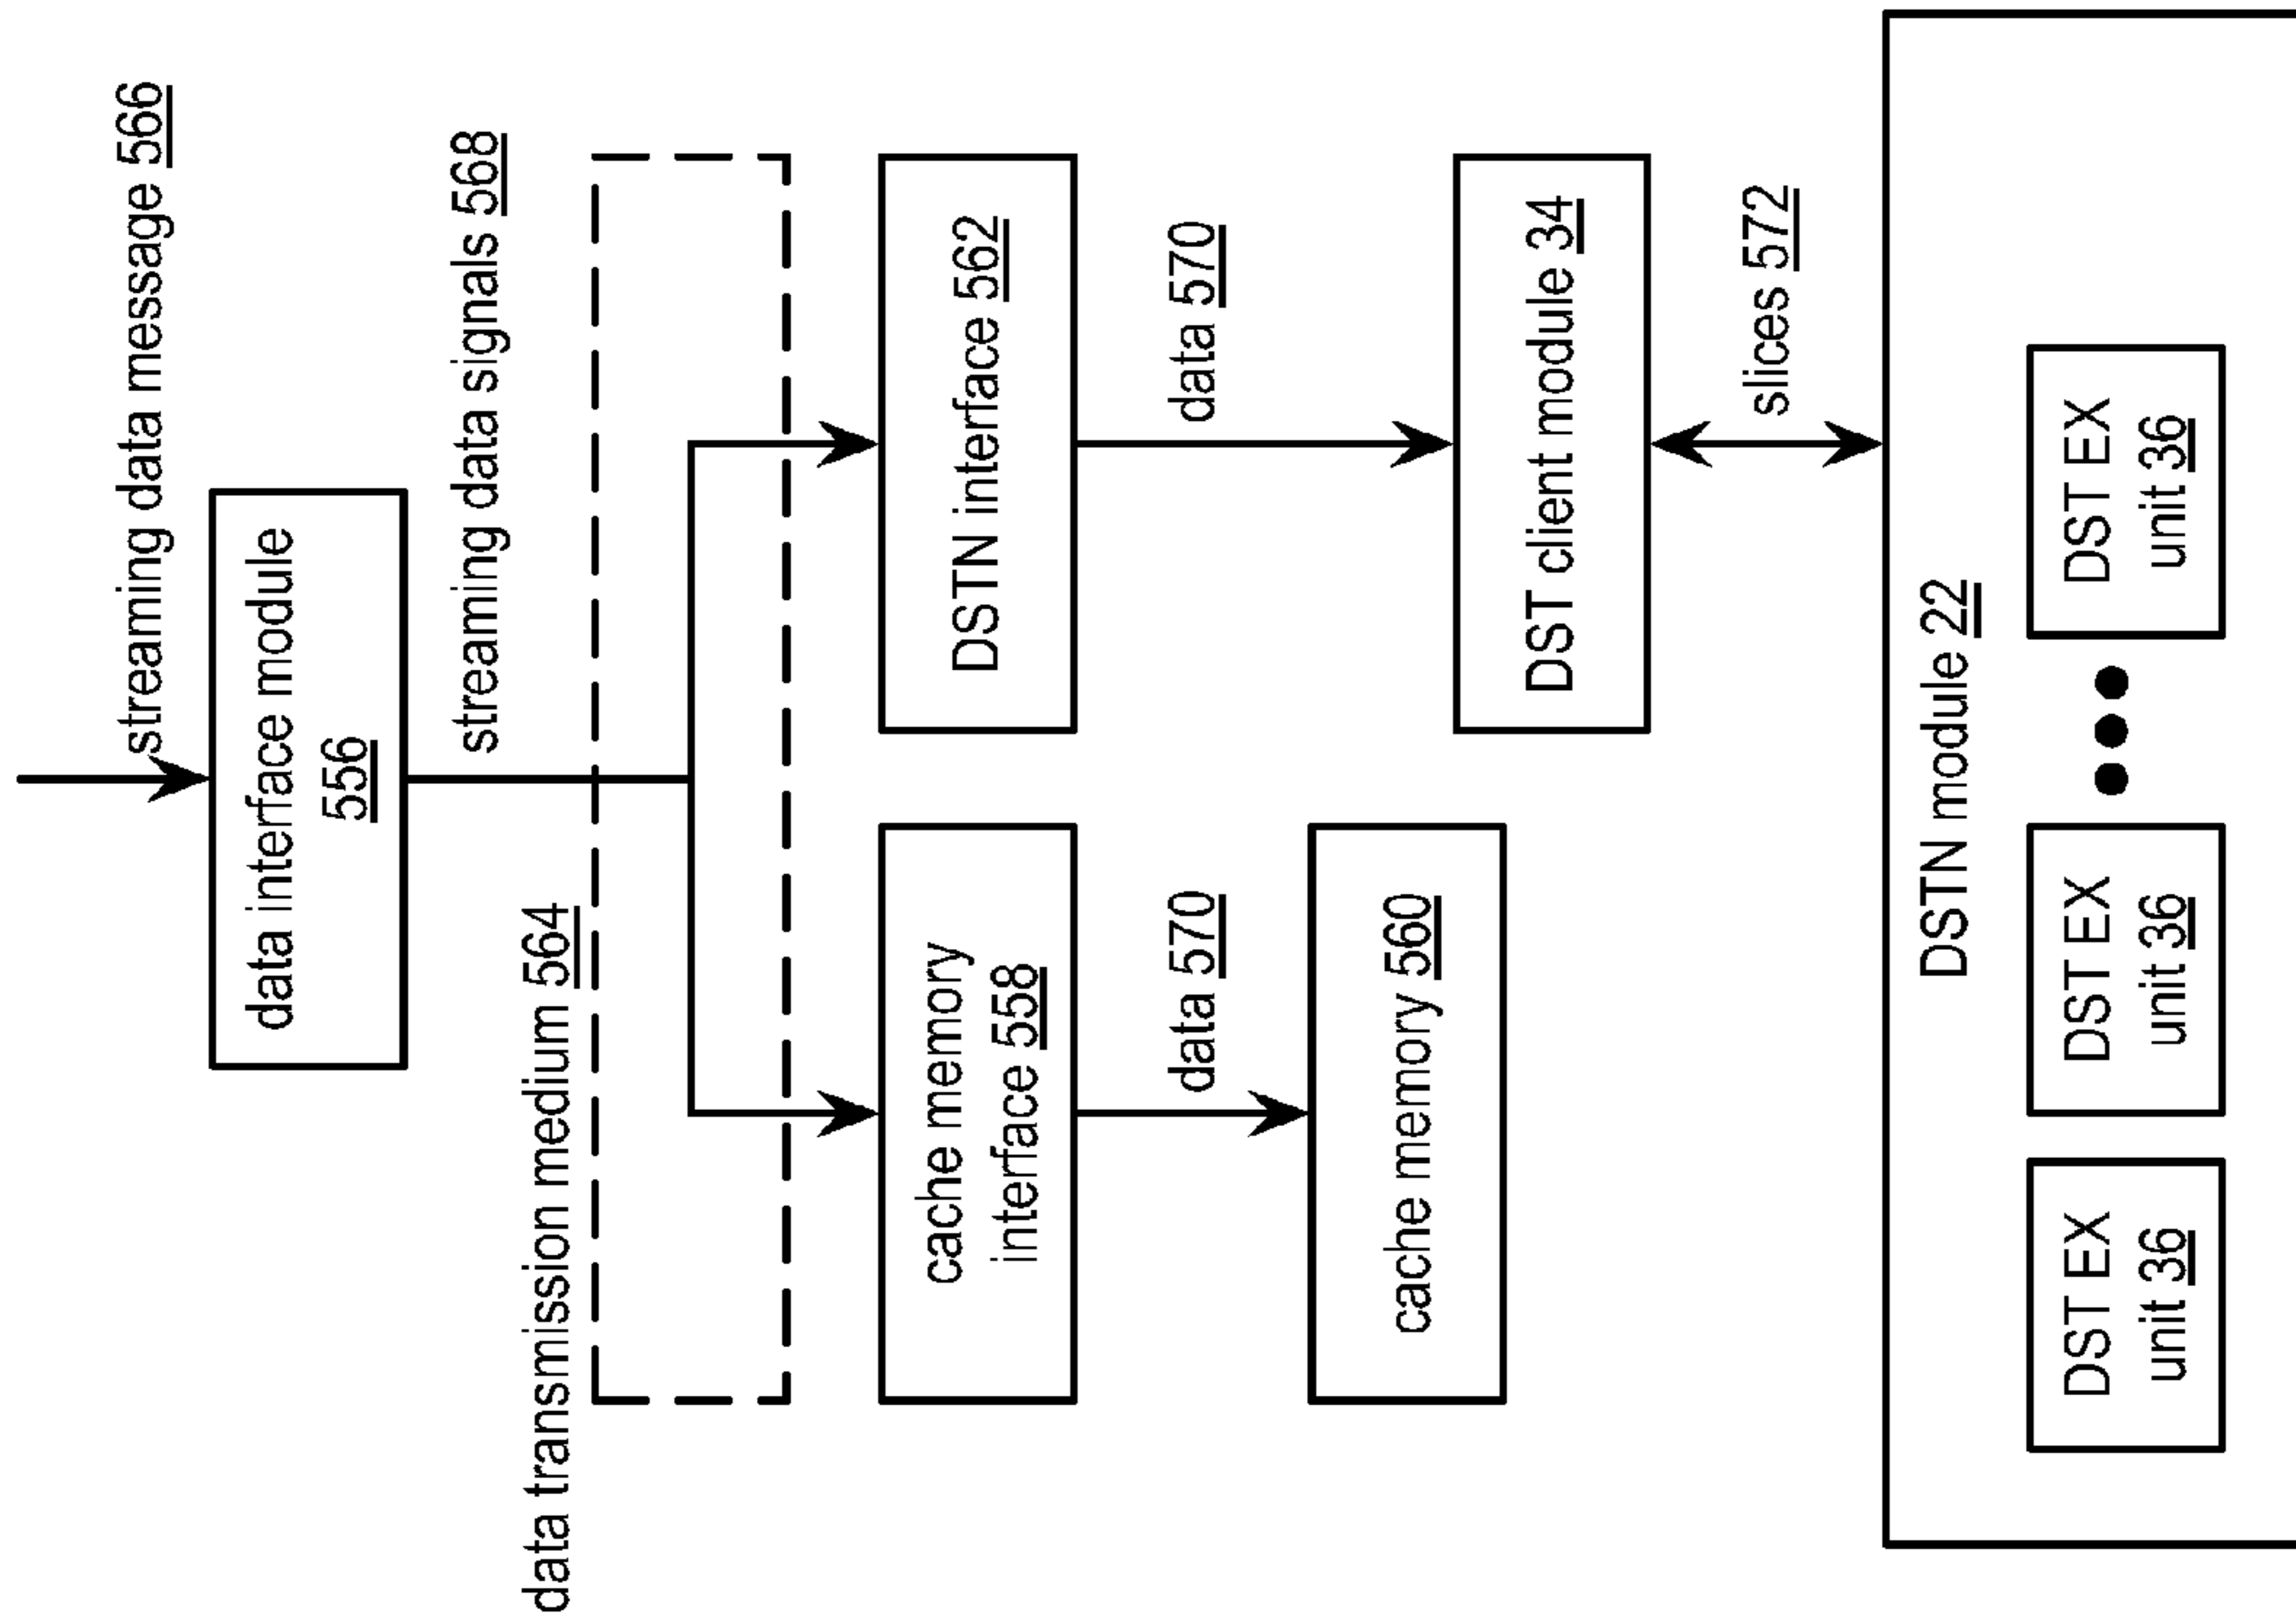 streaming data message 566
data interface module
556
streaming data signals 568
data transmission medium 564
cache memory
interface 558
DSTN interface 562
data 570
data 570
cache memory 560
DST client module 34
slices 572
DSTN module 22
DST EX
unit 36
DST EX
unit 36
DST EX
unit 36